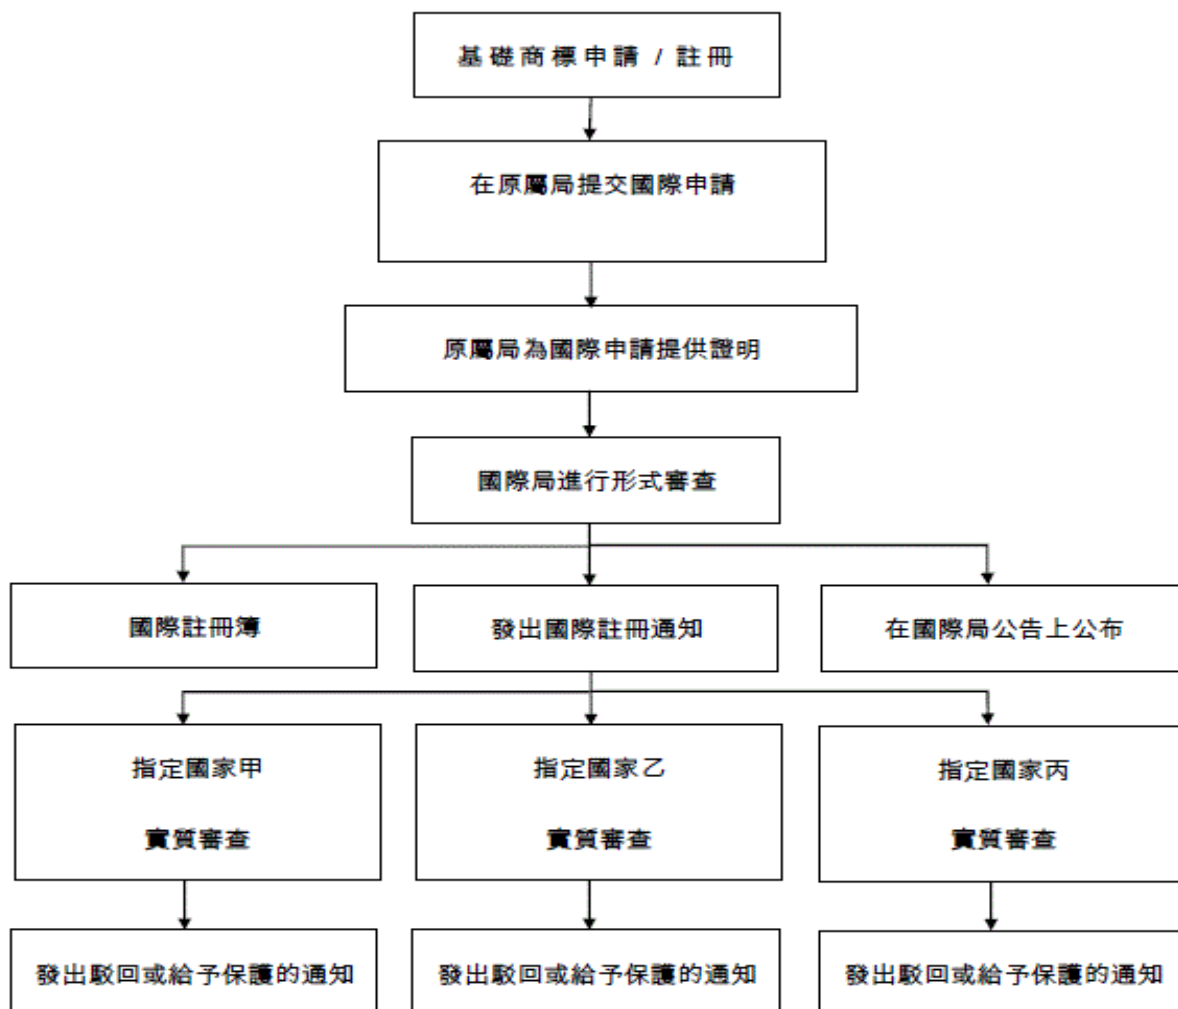 基礎商標申請 / 註冊
在原屬局提交國際申請
原屬局為國際申請提供證明
國際局進行形式審查
國際註冊簿
發出國際註冊通知
在國際局公告上公布
指定國家甲
實質審查
指定國家乙
實質審查
指定國家丙
實質審查
發出駁回或給予保護的通知
發出駁回或給予保護的通知
發出駁回或給予保護的通知